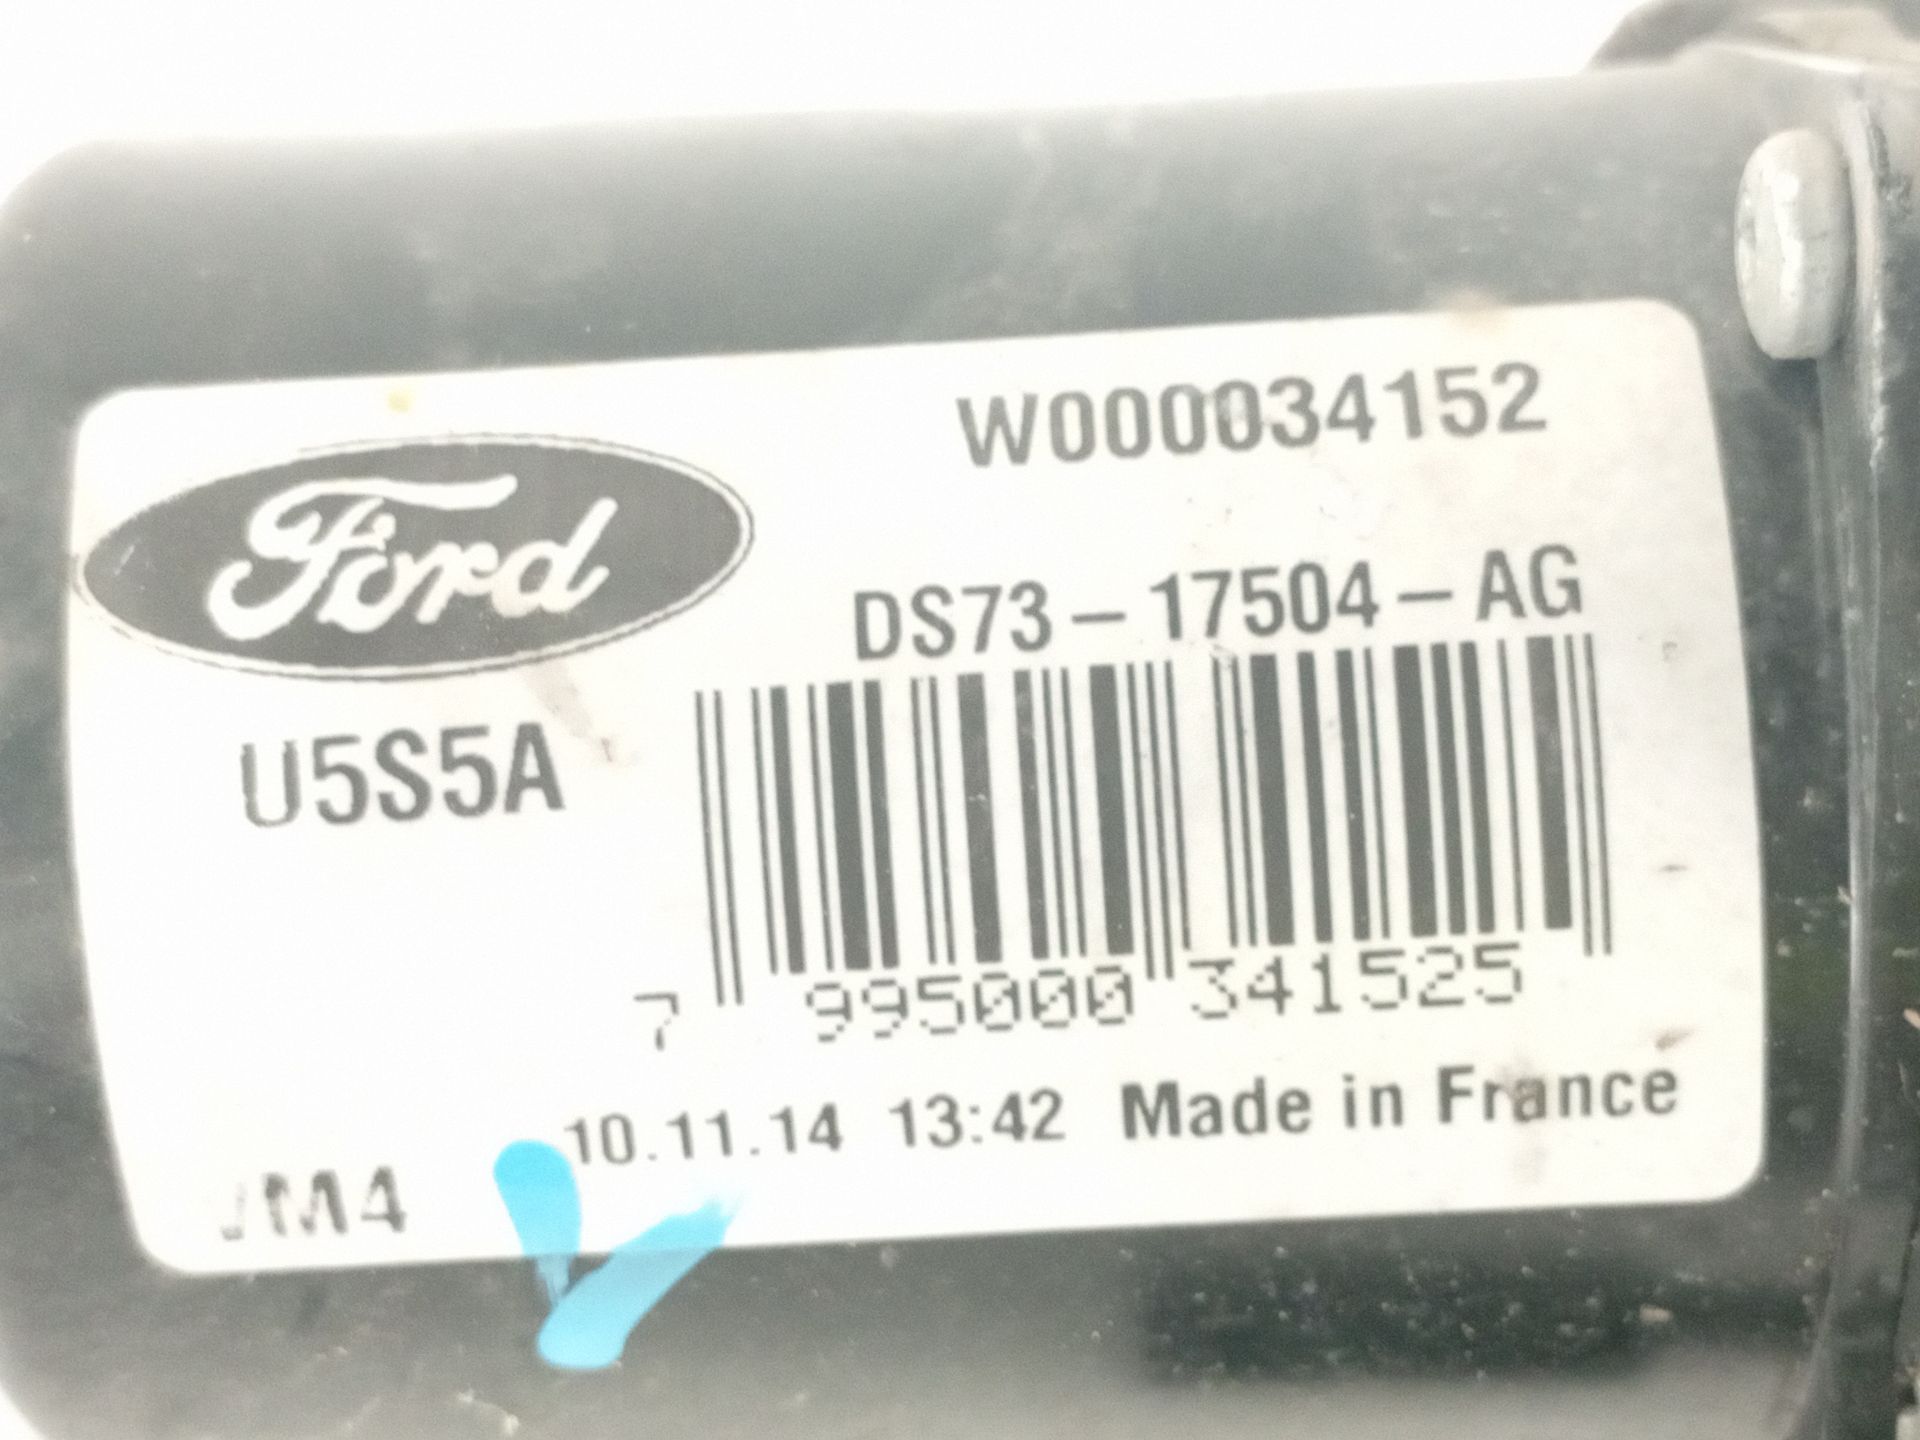 W000034152
Ford
DS73-17504-AG
U5S5A
7 995000 341525
10.11.14 13:42 Made in France
JM4